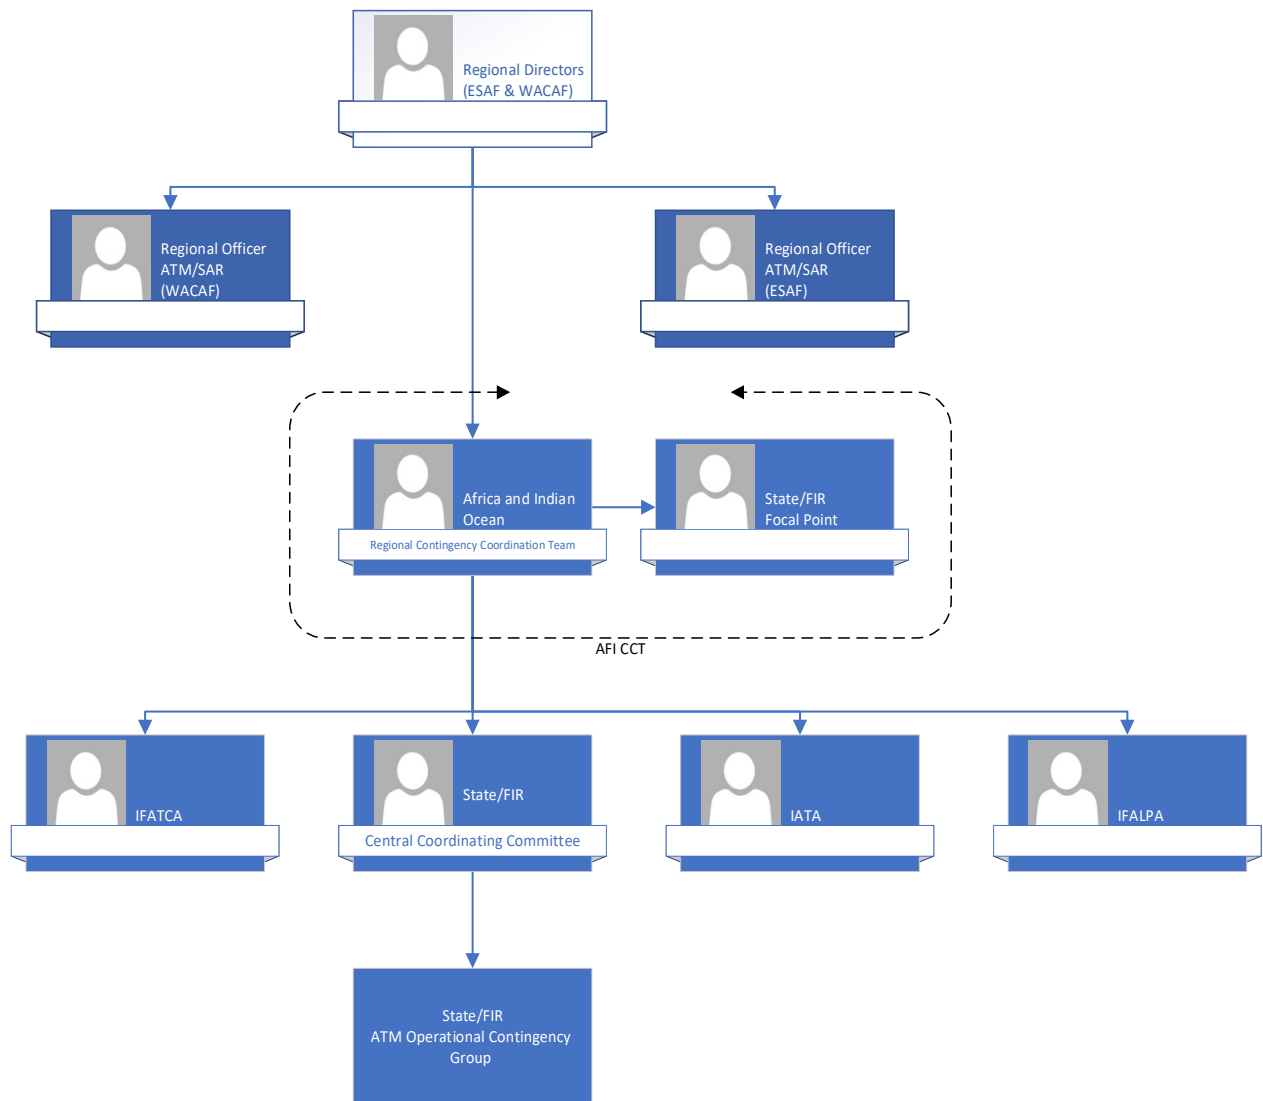 Regional Directors
(ESAF & WACAF)
Regional Officer
ATM/SAR
(WACAF)
Regional Officer
ATM/SAR
(ESAF)
Africa and Indian
Ocean
Regional Contingency Coordination Team
State/FIR
Focal Point
AFI CCT
IFATCA
State/FIR
Central Coordinating Committee
IATA
IFALPA
State/FIR
ATM Operational Contingency
Group